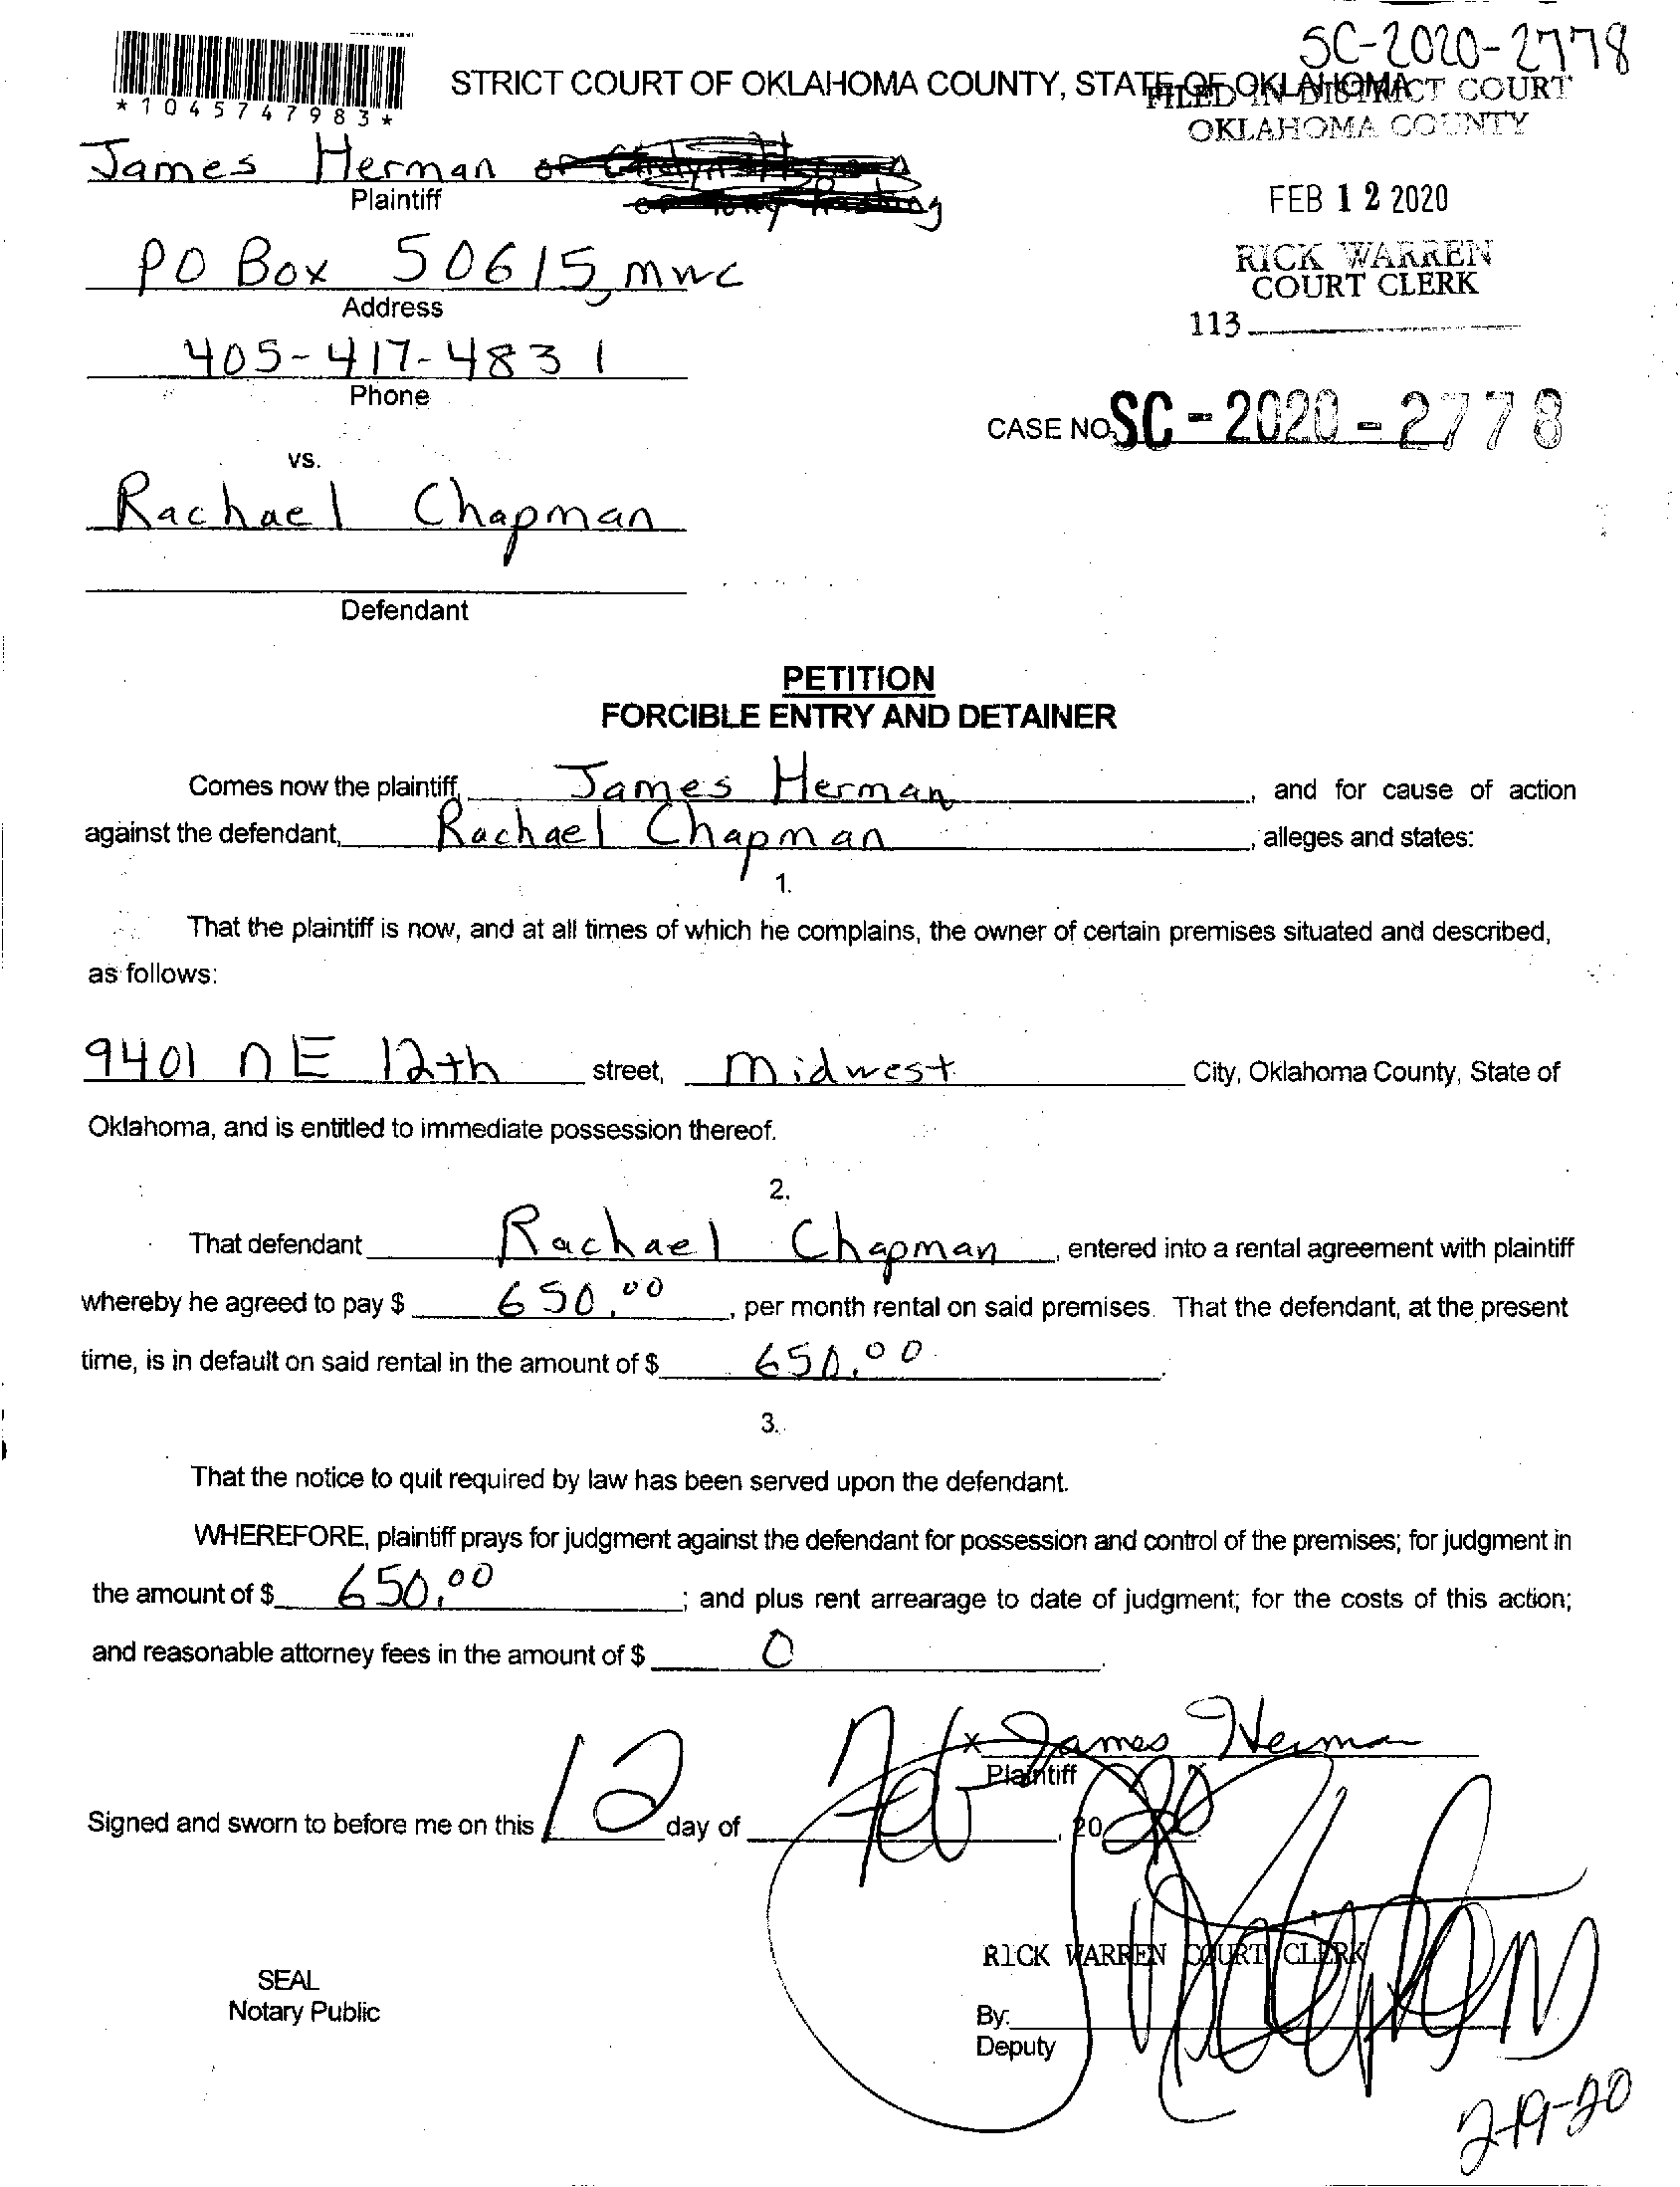 SC-2020-2778
STRICT COURT OF OKLAHOMA COUNTY, STATE OF OKLAHOMA
FILED IN DISTRICT COURT
OKLAHOMA COUNTY
*1045747983*
James Herman or
Plaintiff
FEB 12 2020
PO Box 50615, mwc
Address
RICK WARREN
COURT CLERK
113
405-417-4831
Phone
CASE NO. SC-2020-2778
vs.
Rachael Chapman
Defendant
PETITION
FORCIBLE ENTRY AND DETAINER
Comes now the plaintiff, James Herman, and for cause of action
against the defendant, Rachael Chapman, alleges and states:
1.
That the plaintiff is now, and at all times of which he complains, the owner of certain premises situated and described,
as follows:
9401 NE 12th street, Midwest City, Oklahoma County, State of
Oklahoma, and is entitled to immediate possession thereof.
2.
That defendant Rachael Chapman, entered into a rental agreement with plaintiff
whereby he agreed to pay $ 650.00, per month rental on said premises. That the defendant, at the present
time, is in default on said rental in the amount of $ 650.00.
3.
That the notice to quit required by law has been served upon the defendant.
WHEREFORE, plaintiff prays for judgment against the defendant for possession and control of the premises; for judgment in
the amount of $ 650.00; and plus rent arrearage to date of judgment; for the costs of this action;
and reasonable attorney fees in the amount of $ 0.
x James Herman
Plaintiff
Signed and sworn to before me on this 12 day of Feb, 2020
RICK WARREN COURT CLERK
SEAL
Notary Public
By:
Deputy
2-19-20